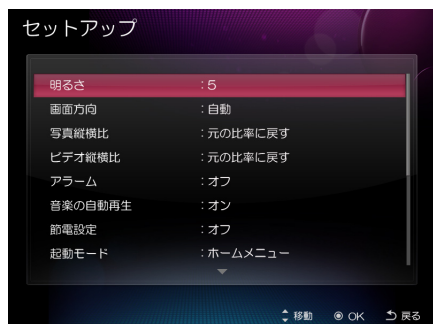 セットアップ
明るさ :5
画面方向 :自動
写真縦横比 :元の比率に戻す
ビデオ縦横比 :元の比率に戻す
アラーム :オフ
音楽の自動再生 :オン
節電設定 :オフ
起動モード :ホームメニュー
移動 OK 戻る